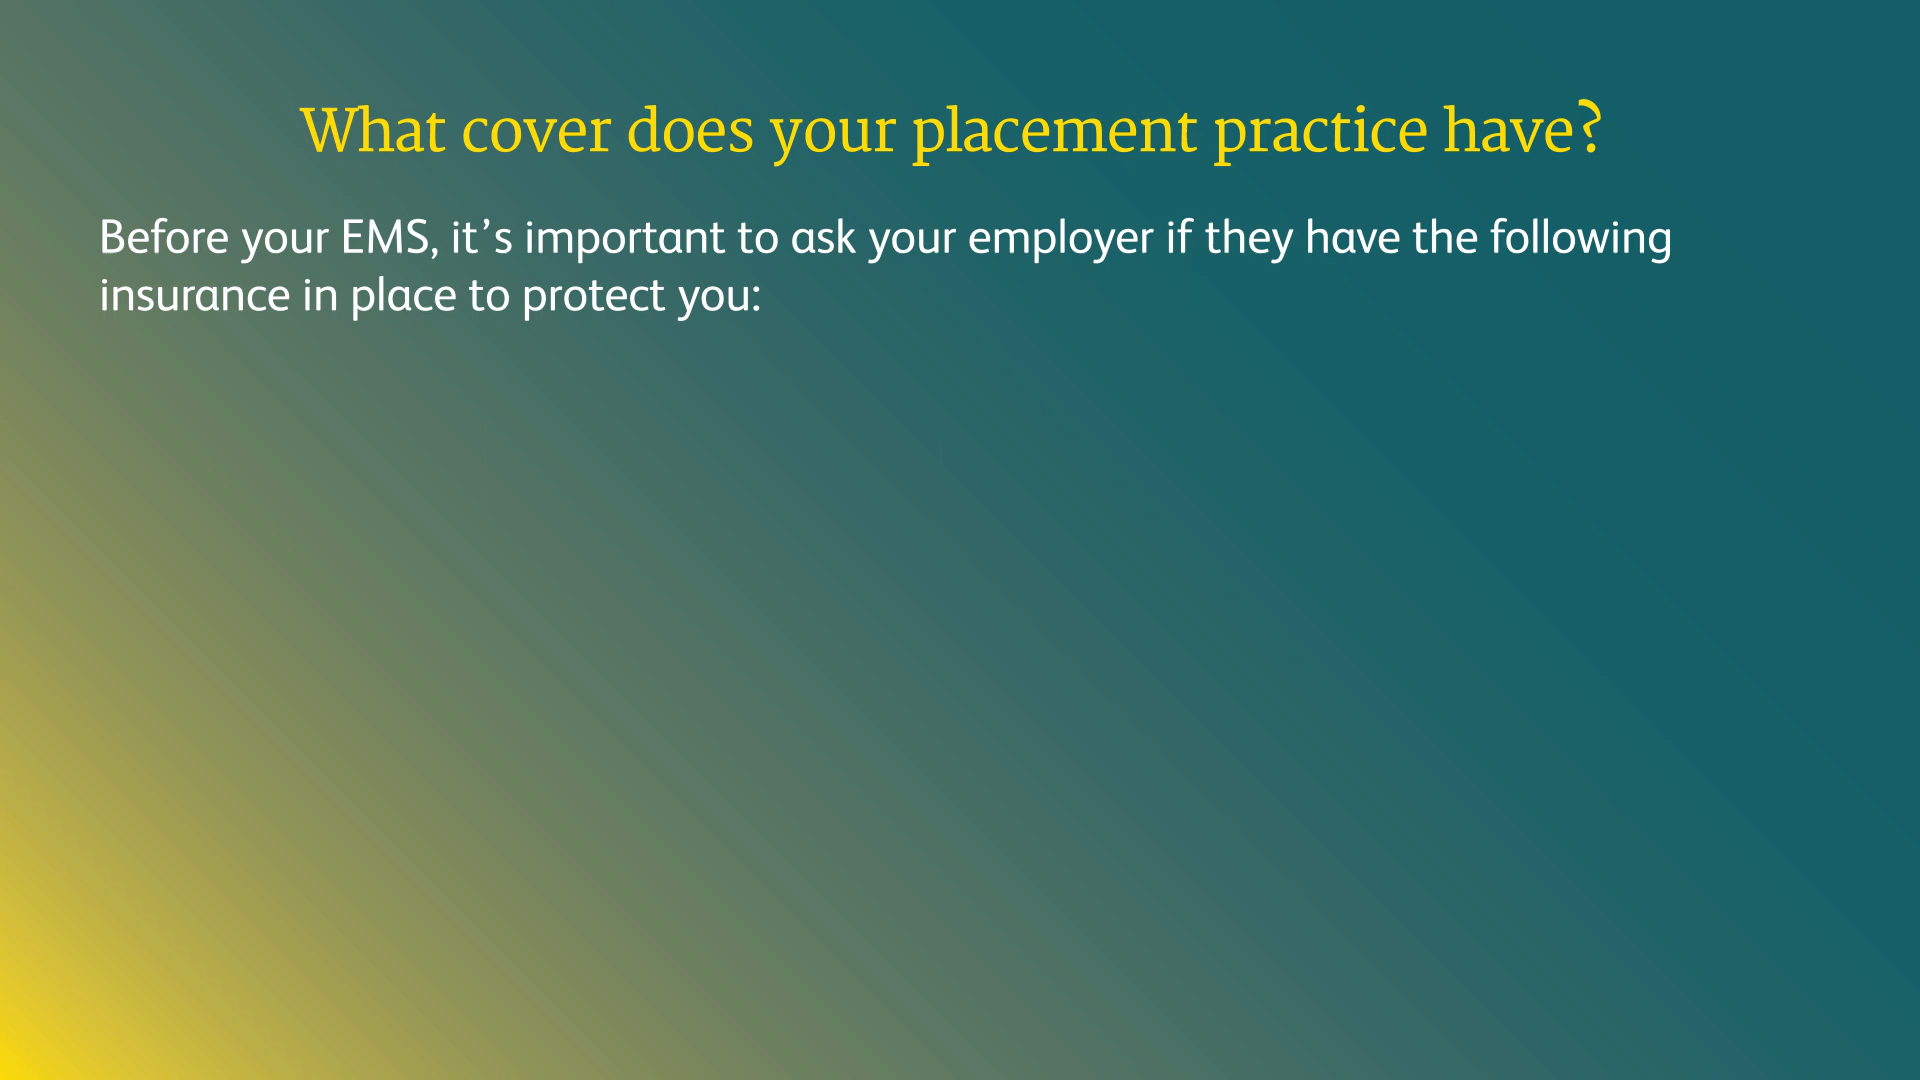 What cover does your placement practice have?
Before your EMS, it’s important to ask your employer if they have the following
insurance in place to protect you: